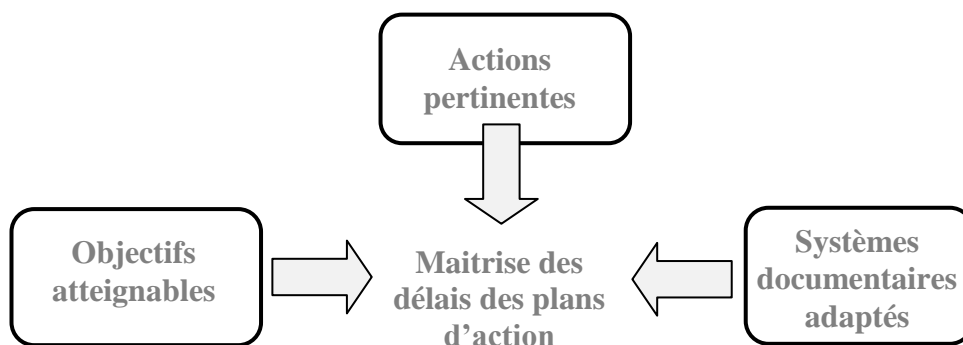 Actions
pertinentes
Objectifs
atteignables
Maitrise des
délais des plans
d'action
Systèmes
documentaires
adaptés